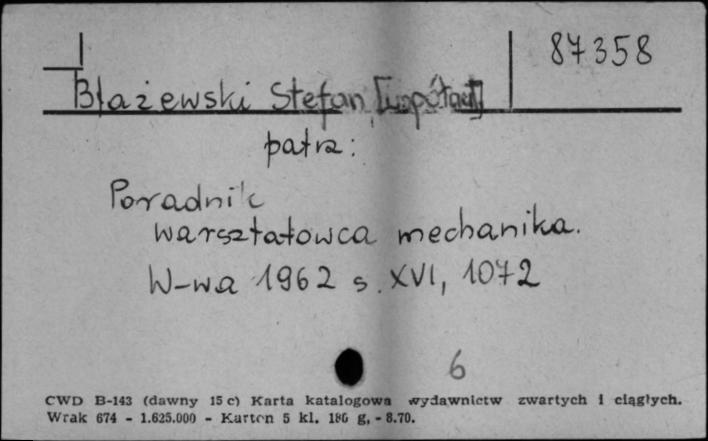 87358
Błażewski Stefan [współaut]
patrz:
Poradnik
warsztatowca mechanika.
W-wa 1962 s. XVI, 1072
6
CWD B-143 (dawny 15 c) Karta katalogowa wydawnictw zwartych i ciągłych.
Wrak 674 - 1.625.000 - Karton 5 kl. 180 g, - 8.70.